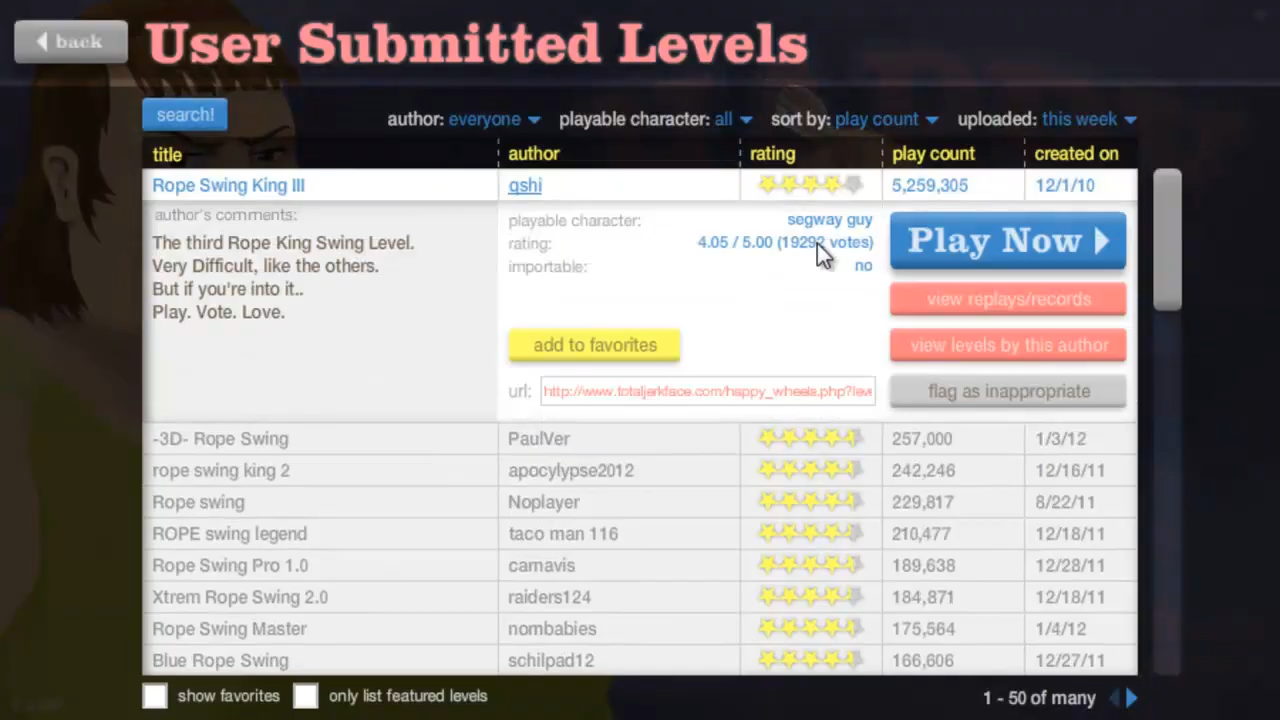 back
User Submitted Levels
search!
author: everyone playable character: all sort by: play count uploaded: this week
title author rating play count created on
Rope Swing King III qshi 5,259,305 12/1/10
author's comments:
The third Rope King Swing Level.
Very Difficult, like the others.
But if you're into it..
Play. Vote. Love.
playable character: segway guy
rating: 4.05 / 5.00 (19292 votes)
importable: no
add to favorites
url: http://www.totaljerkface.com/happy_wheels.php?lev
Play Now
view replays/records
view levels by this author
flag as inappropriate
-3D- Rope Swing PaulVer 257,000 1/3/12
rope swing king 2 apocylypse2012 242,246 12/16/11
Rope swing Noplayer 229,817 8/22/11
ROPE swing legend taco man 116 210,477 12/18/11
Rope Swing Pro 1.0 carnavis 189,638 12/28/11
Xtrem Rope Swing 2.0 raiders124 184,871 12/18/11
Rope Swing Master nombabies 175,564 1/4/12
Blue Rope Swing schilpad12 166,606 12/27/11
show favorites only list featured levels 1 - 50 of many